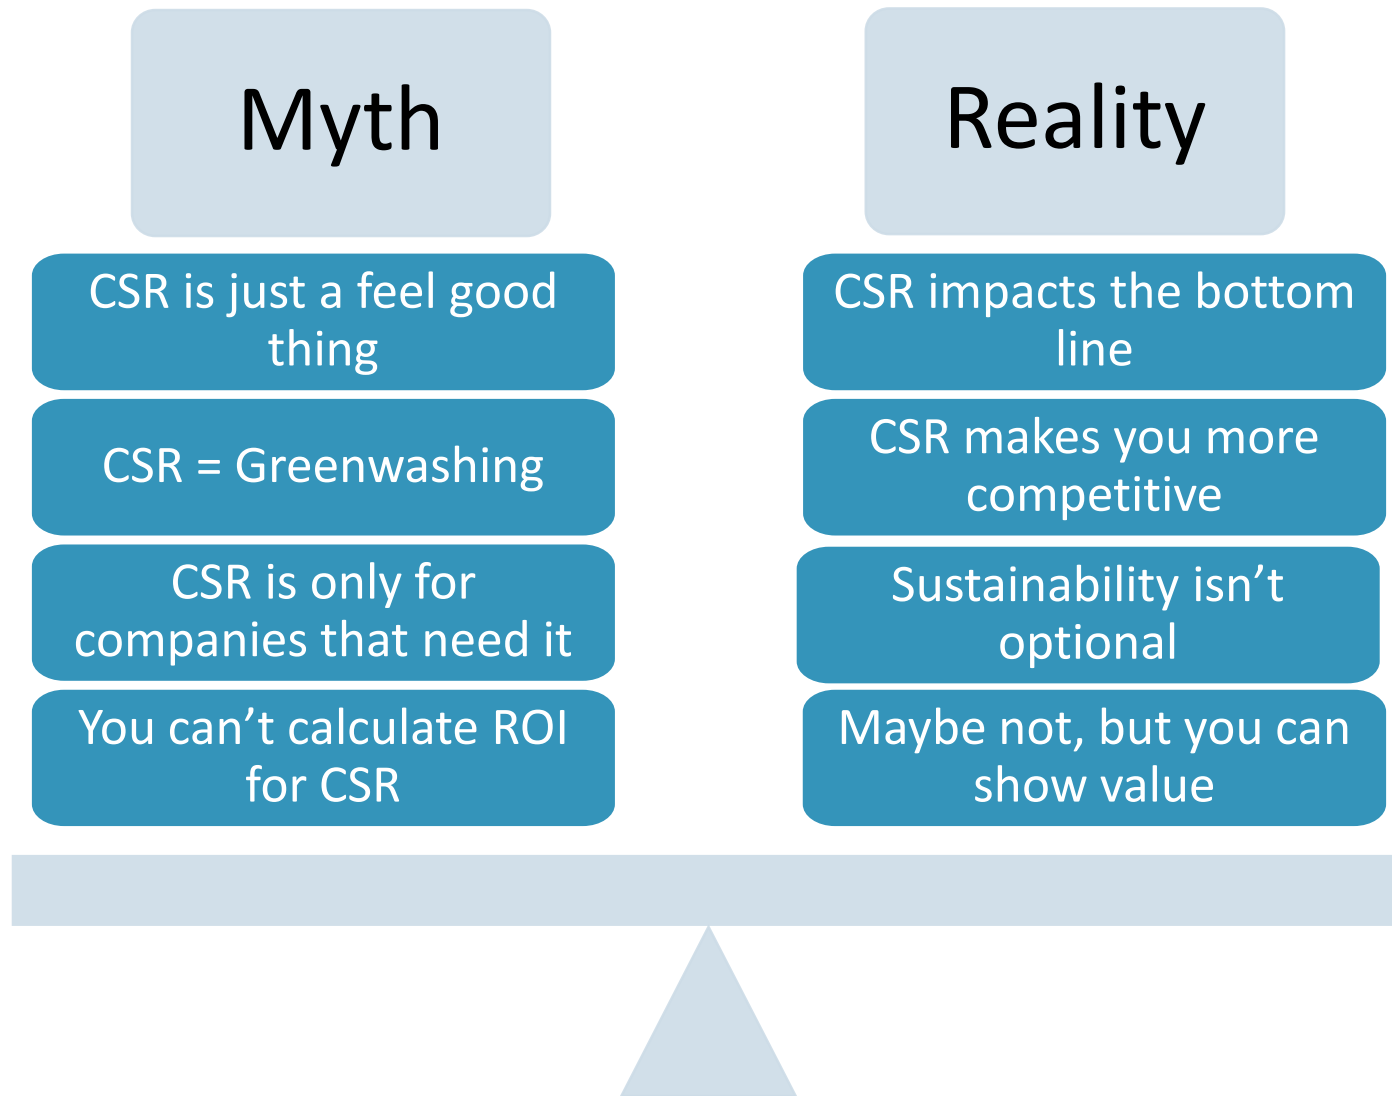 Myth
CSR is just a feel good
thing
CSR = Greenwashing
CSR is only for
companies that need it
You can’t calculate ROI
for CSR
Reality
CSR impacts the bottom
line
CSR makes you more
competitive
Sustainability isn’t
optional
Maybe not, but you can
show value